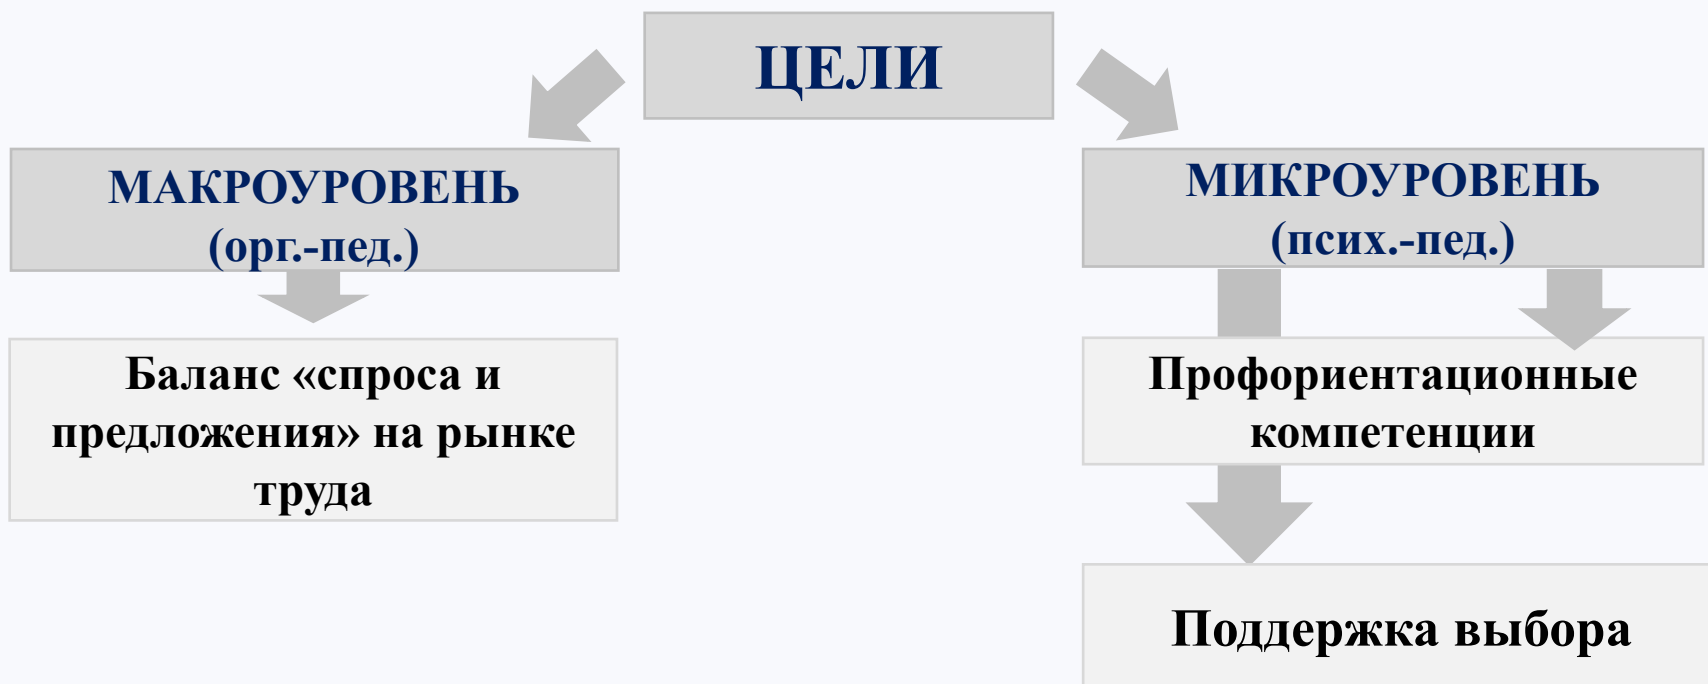 ЦЕЛИ
МАКРОУРОВЕНЬ
(орг.-пед.)
Баланс «спроса и
предложения» на рынке
труда
МИКРОУРОВЕНЬ
(псих.-пед.)
Профориентационные
компетенции
Поддержка выбора